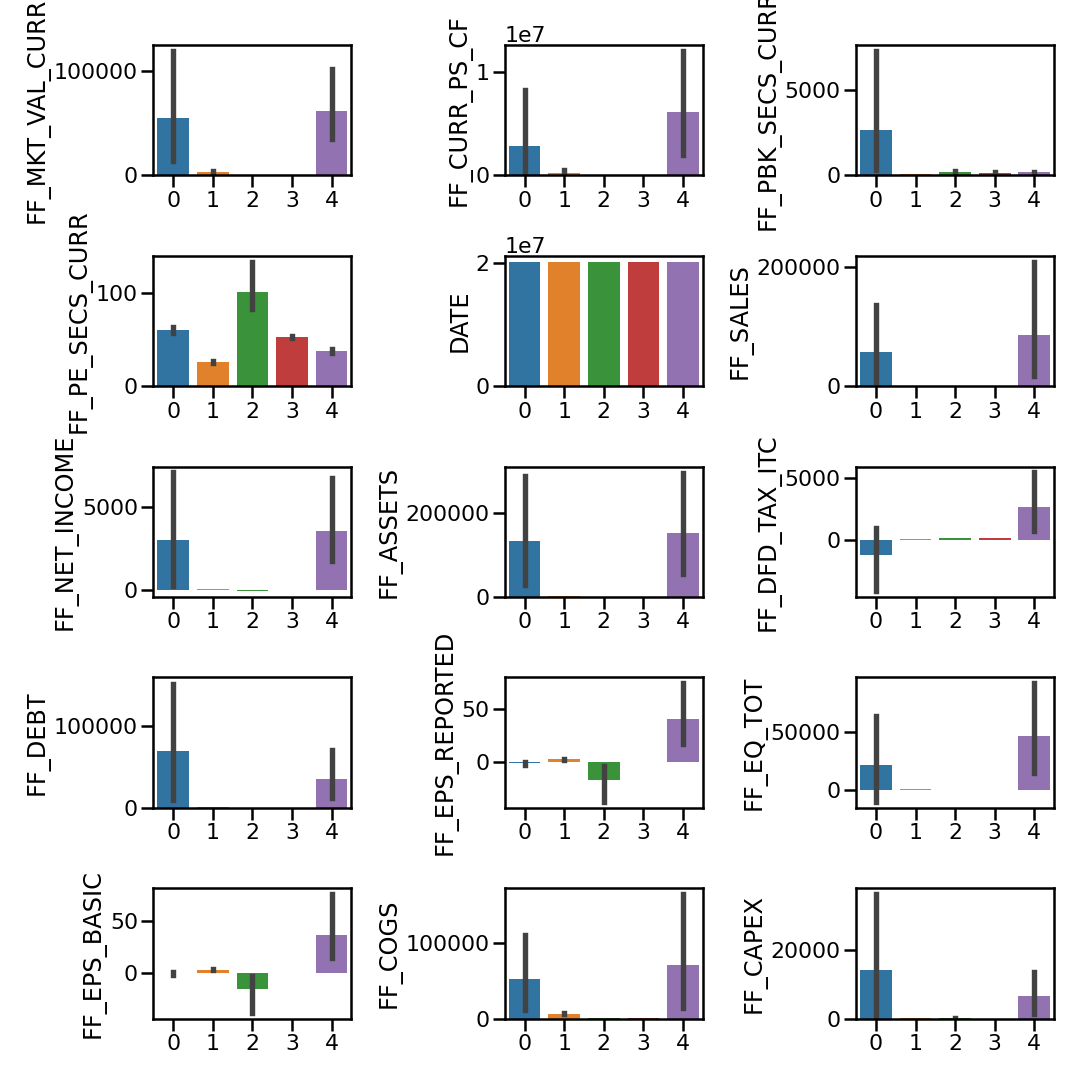 FF_MKT_VAL_CURR
100000
0
0 1 2 3 4
FF_CURR_PS_CF
1e7
1
0
0 1 2 3 4
FF_PBK_SECS_CURR
5000
0
0 1 2 3 4
FF_PE_SECS_CURR
100
0
0 1 2 3 4
DATE
1e7
2
0
0 1 2 3 4
FF_SALES
200000
0
0 1 2 3 4
FF_NET_INCOME
5000
0
0 1 2 3 4
FF_ASSETS
200000
0
0 1 2 3 4
FF_DFD_TAX_ITC
5000
0
0 1 2 3 4
FF_DEBT
100000
0
0 1 2 3 4
FF_EPS_REPORTED
50
0
0 1 2 3 4
FF_EQ_TOT
50000
0
0 1 2 3 4
FF_EPS_BASIC
50
0
0 1 2 3 4
FF_COGS
100000
0
0 1 2 3 4
FF_CAPEX
20000
0
0 1 2 3 4